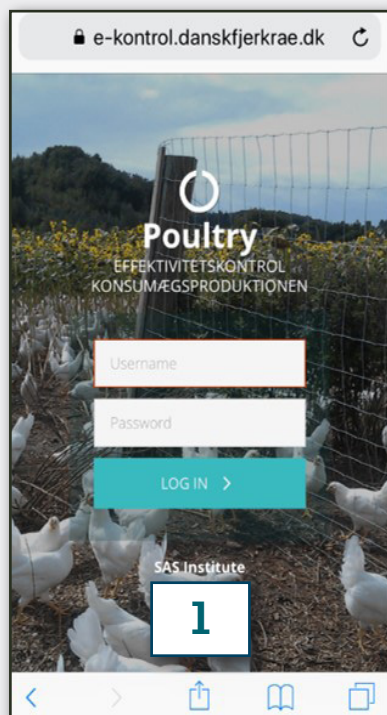 e-kontrol.danskfjerkrae.dk
Poultry
EFFEKTIVITETSKONTROL
KONSUMÆGSPRODUKTIONEN
Username
Password
LOG IN
SAS Institute
1